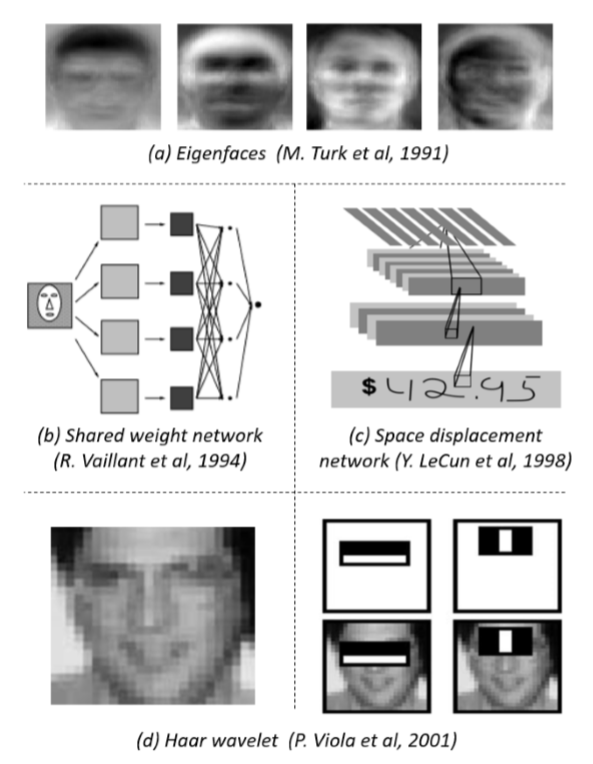 (a) Eigenfaces (M. Turk et al, 1991)
(b) Shared weight network
(R. Vaillant et al, 1994)
$42.95
(c) Space displacement
network (Y. LeCun et al, 1998)
(d) Haar wavelet (P. Viola et al, 2001)